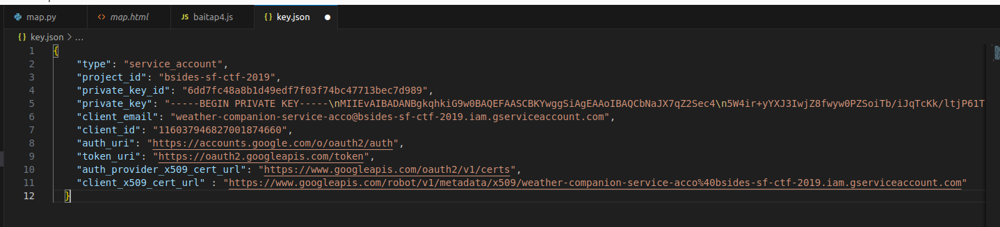 map.py <> map.html JS baitap4.js {} key.json ●
{} key.json > ...
1 {
2 "type": "service_account",
3 "project_id": "bsides-sf-ctf-2019",
4 "private_key_id": "6dd7fc48a8b1d49edf7f03f74bc47713bec7d989",
5 "private_key": "-----BEGIN PRIVATE KEY-----\nMIIEvAIBADANBgkqhkiG9w0BAQEFAASCBKYwggSiAgEAAoIBAQCbNaJX7qZ2Sec4\n5W4ir+yYXJ3IwjZ8fwyw0PZSoiTb/iJqTcKk/ltjP61T
6 "client_email": "weather-companion-service-acco@bsides-sf-ctf-2019.iam.gserviceaccount.com",
7 "client_id": "116037946827001874660",
8 "auth_uri": "https://accounts.google.com/o/oauth2/auth",
9 "token_uri": "https://oauth2.googleapis.com/token",
10 "auth_provider_x509_cert_url": "https://www.googleapis.com/oauth2/v1/certs",
11 "client_x509_cert_url" : "https://www.googleapis.com/robot/v1/metadata/x509/weather-companion-service-acco%40bsides-sf-ctf-2019.iam.gserviceaccount.com"
12 }